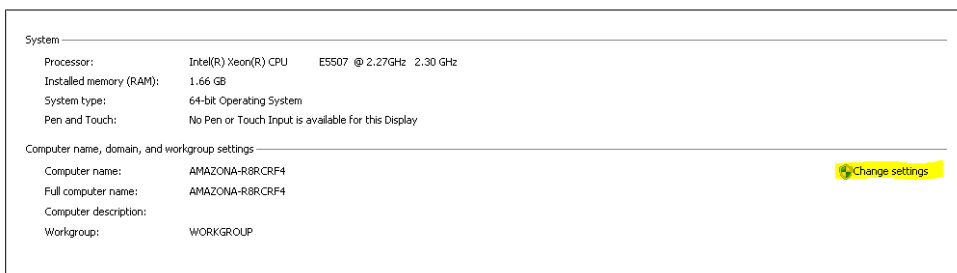 System
Processor: Intel(R) Xeon(R) CPU E5507 @ 2.27GHz 2.30 GHz
Installed memory (RAM): 1.66 GB
System type: 64-bit Operating System
Pen and Touch: No Pen or Touch Input is available for this Display
Computer name, domain, and workgroup settings
Computer name: AMAZONA-R8RCRF4 Change settings
Full computer name: AMAZONA-R8RCRF4
Computer description:
Workgroup: WORKGROUP